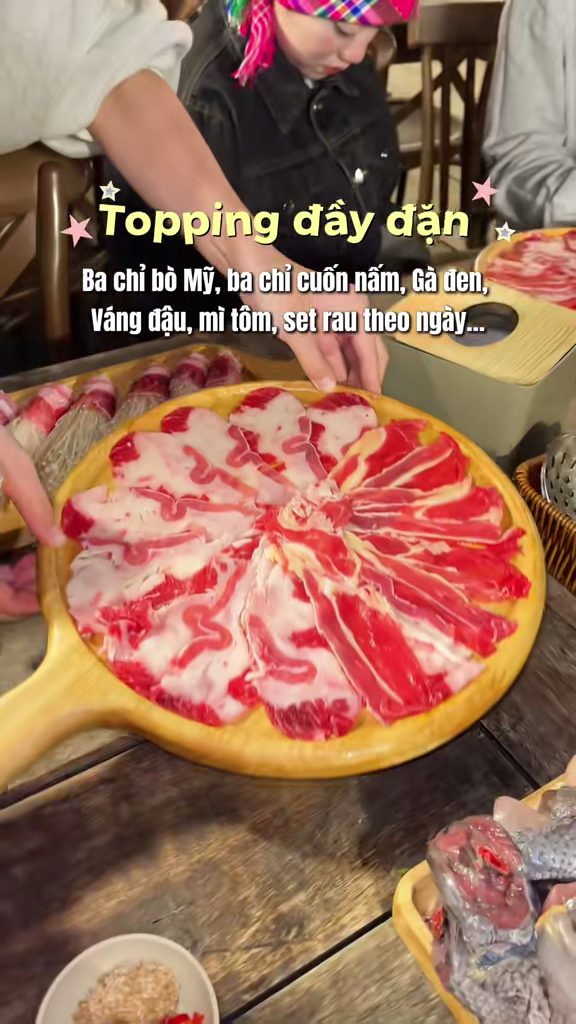 Topping đầy đặn
Ba chỉ bò Mỹ, ba chỉ cuốn nấm, Gà đen,
Váng đậu, mì tôm, set rau theo ngày...